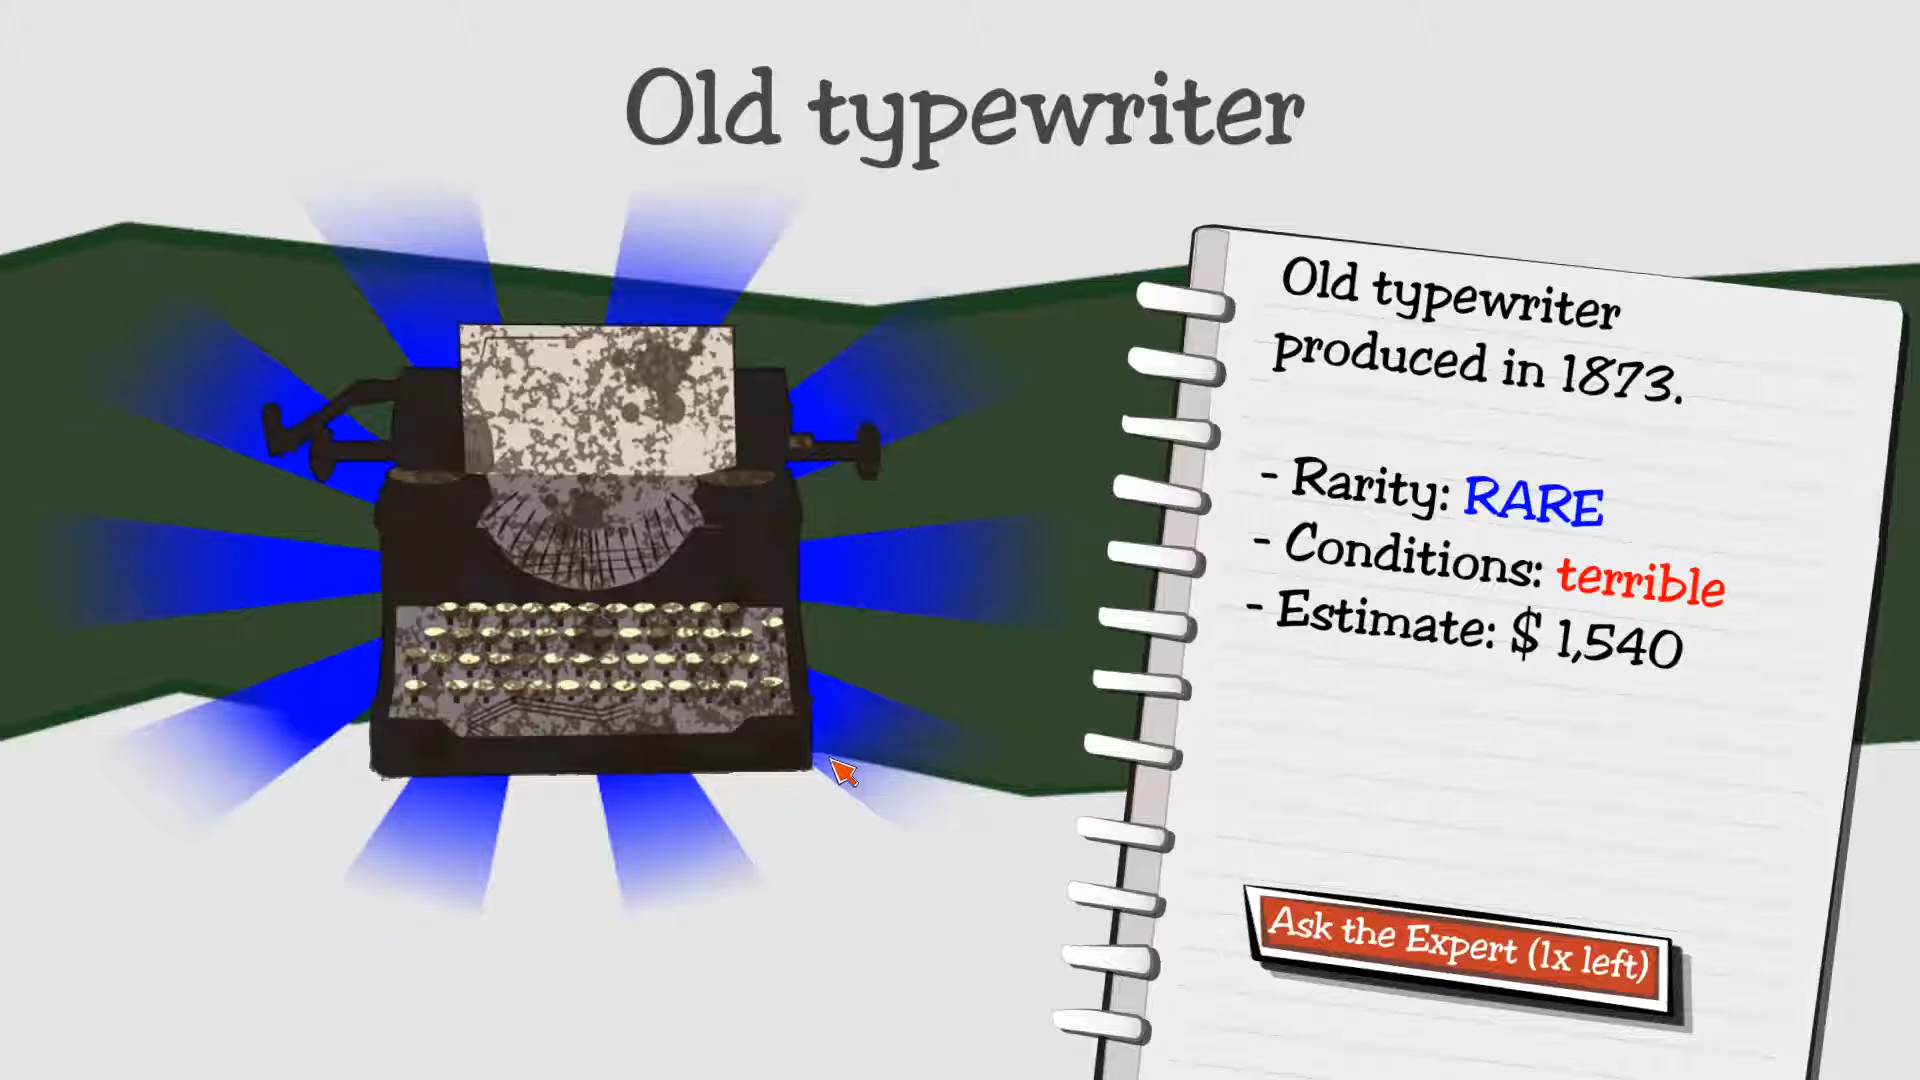 Old typewriter
Old typewriter
produced in 1873.
- Rarity: RARE
- Conditions: terrible
- Estimate: $ 1,540
Ask the Expert (1x left)